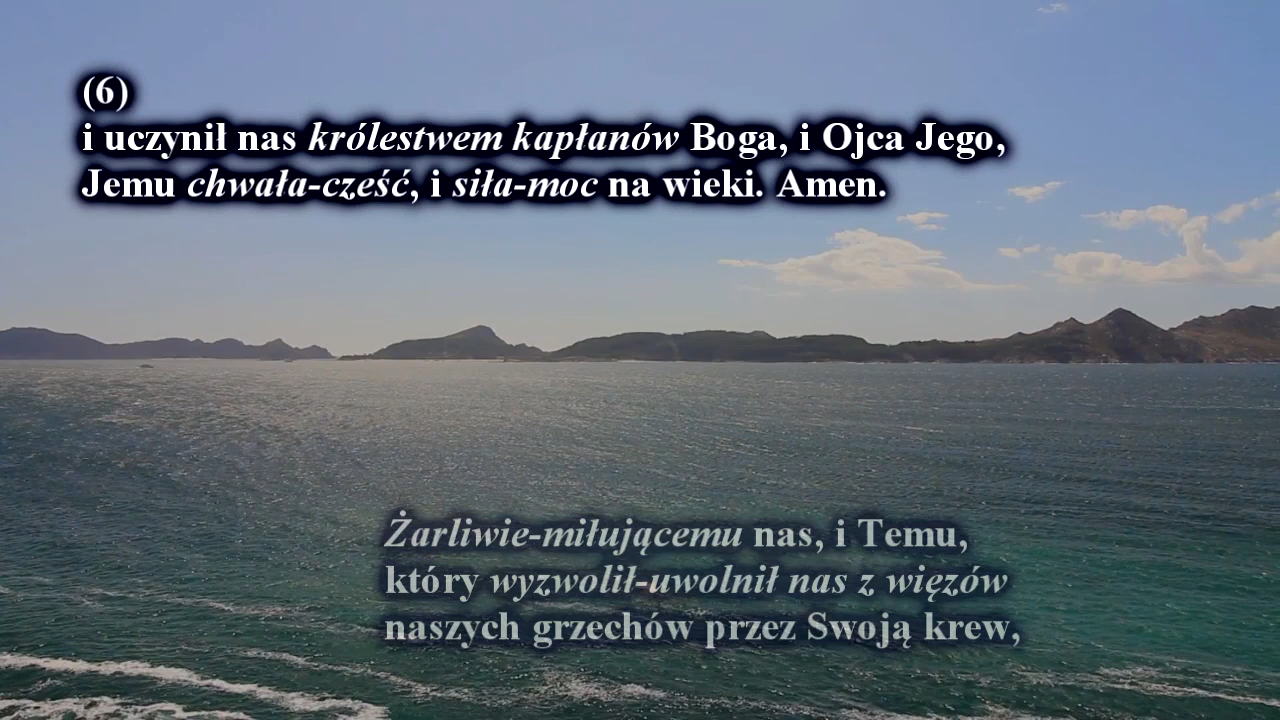 (6)
i uczynił nas królestwem kapłanów Boga, i Ojca Jego,
Jemu chwała-cześć, i siła-moc na wieki. Amen.
Żarliwie-miłującemu nas, i Temu,
który wyzwolił-uwolnił nas z więzów
naszych grzechów przez Swoją krew,